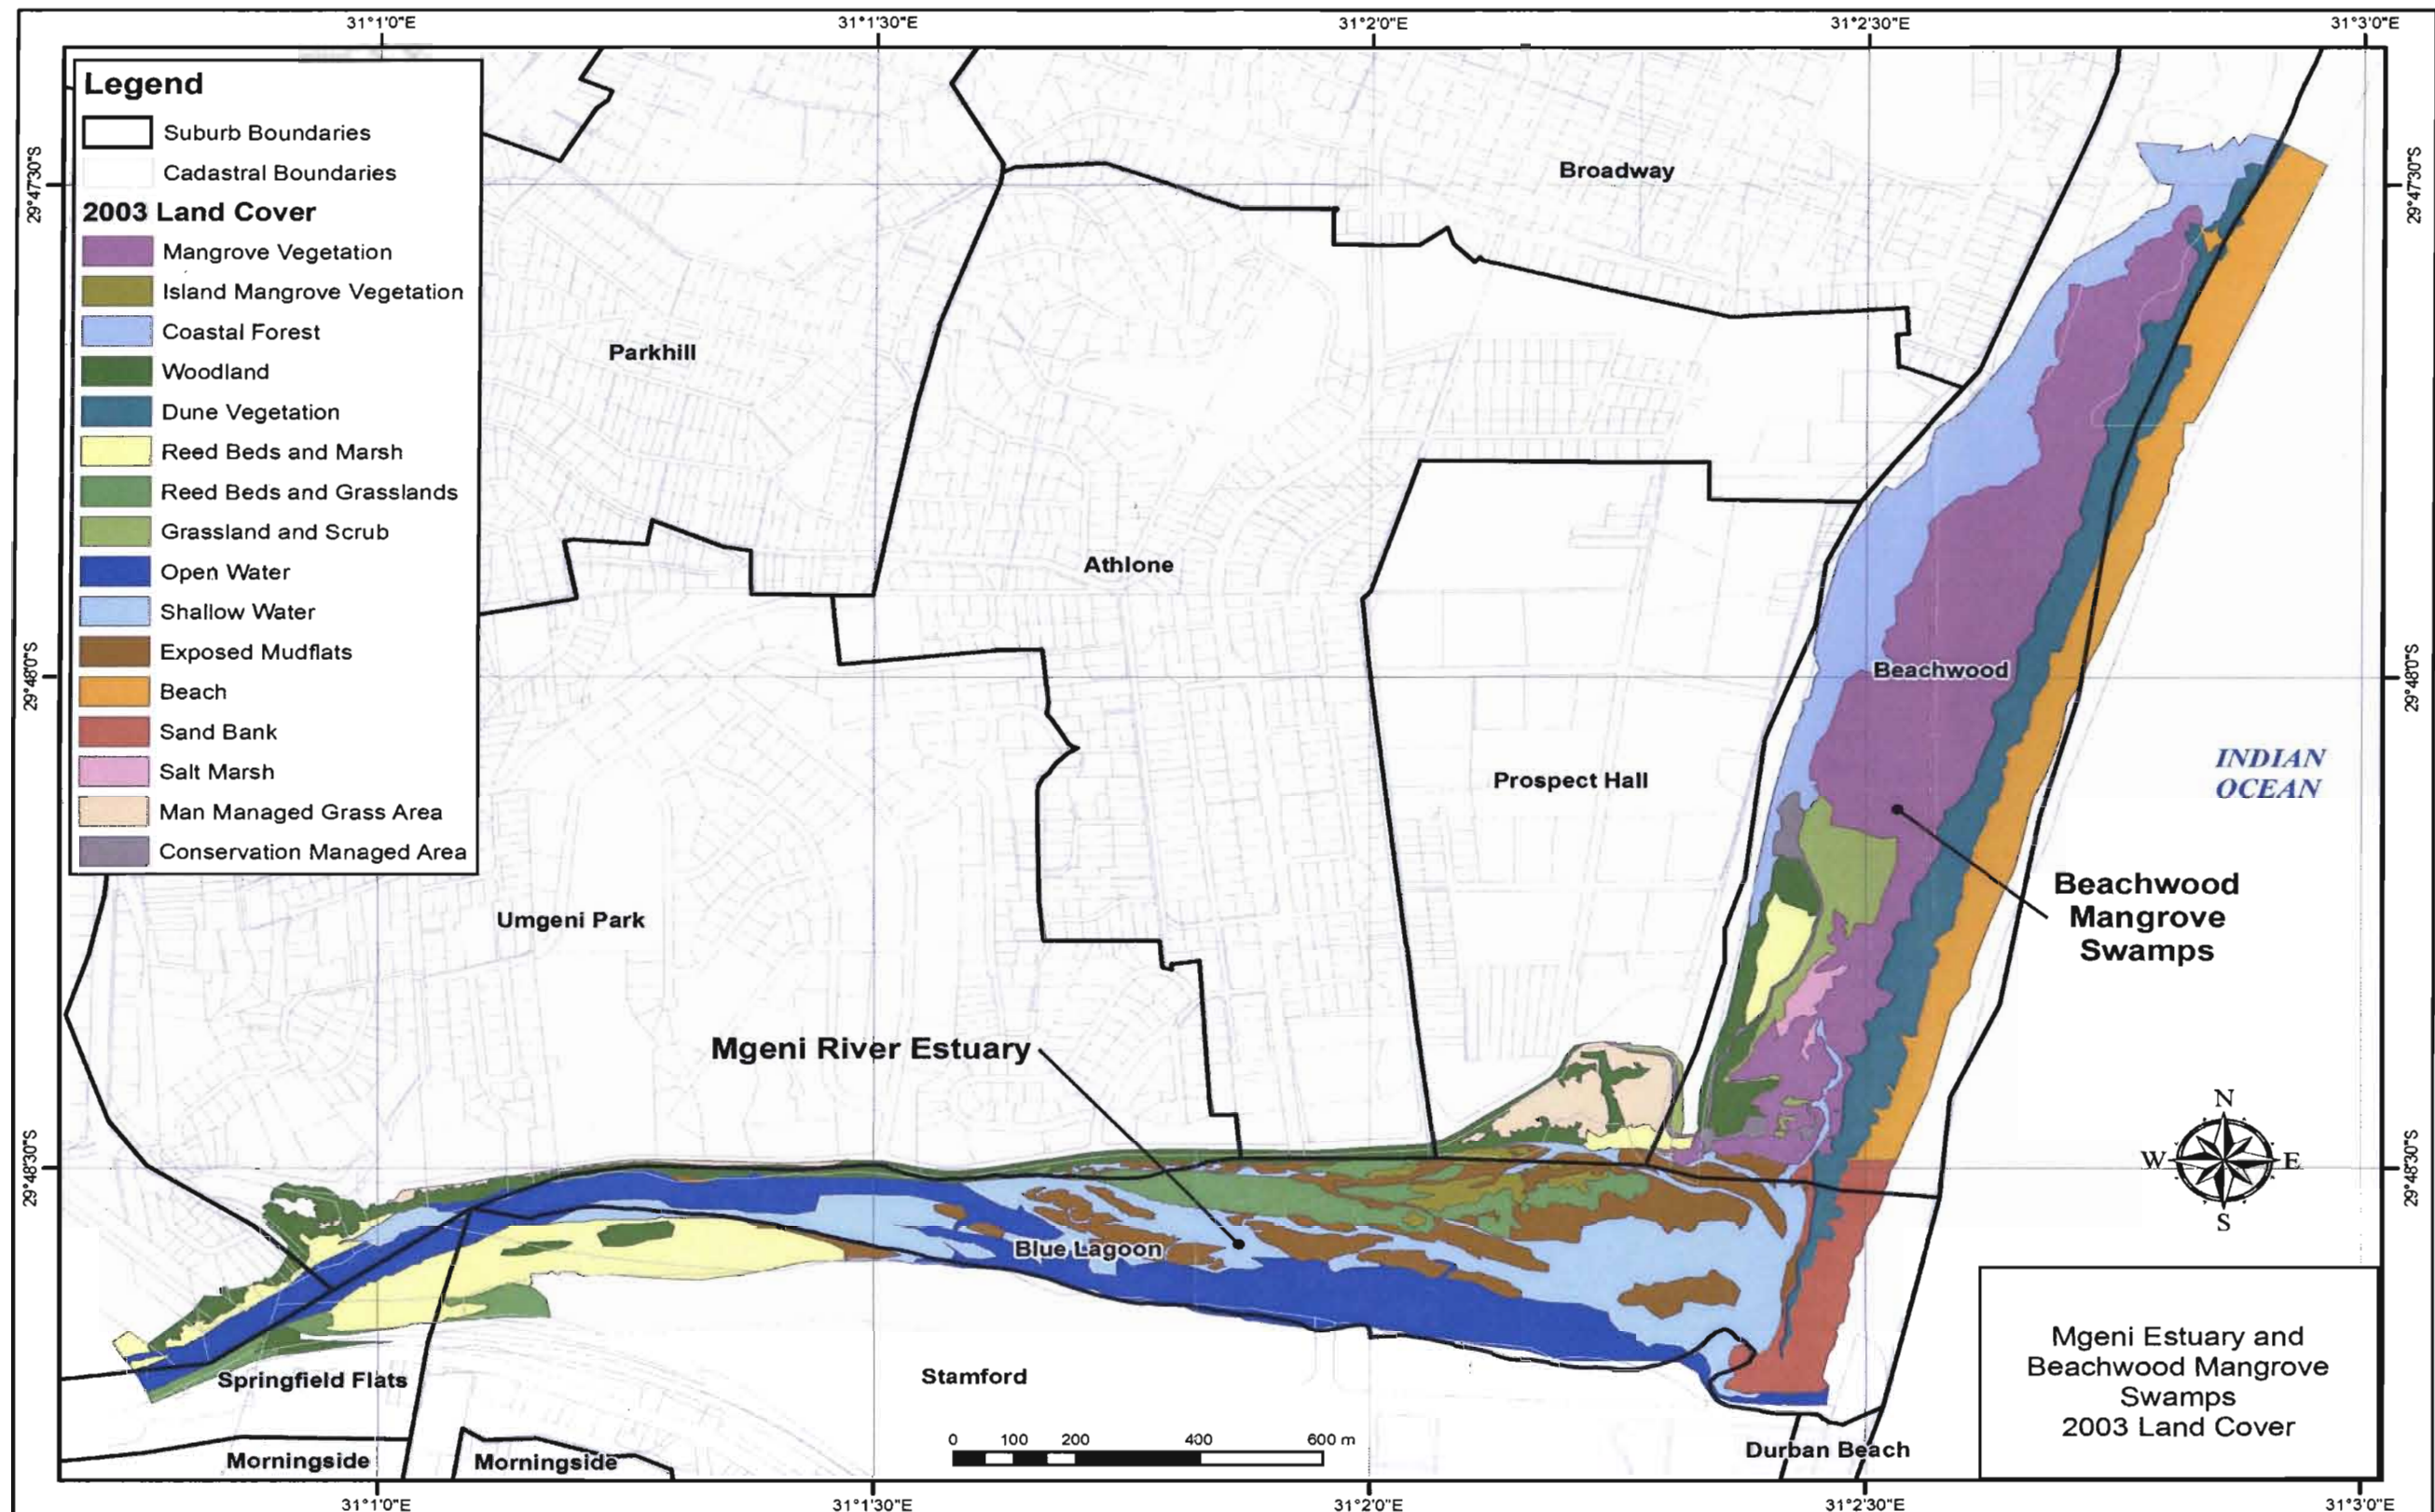 31°1'0"E
31°1'30"E
31°2'0"E
31°2'30"E
31°3'0"E
Legend
Suburb Boundaries
Cadastral Boundaries
2003 Land Cover
Mangrove Vegetation
Island Mangrove Vegetation
Coastal Forest
Woodland
Dune Vegetation
Reed Beds and Marsh
Reed Beds and Grasslands
Grassland and Scrub
Open Water
Shallow Water
Exposed Mudflats
Beach
Sand Bank
Salt Marsh
Man Managed Grass Area
Conservation Managed Area
29°47'30"S
29°48'0"S
29°48'30"S
29°47'30"S
29°48'0"S
29°48'30"S
Broadway
Parkhill
Athlone
Beachwood
INDIAN
OCEAN
Prospect Hall
Beachwood
Mangrove
Swamps
Umgeni Park
Mgeni River Estuary
N
W
E
S
Blue Lagoon
Springfield Flats
Stamford
Morningside
Morningside
Durban Beach
0
100
200
400
600 m
Mgeni Estuary and
Beachwood Mangrove
Swamps
2003 Land Cover
31°1'0"E
31°1'30"E
31°2'0"E
31°2'30"E
31°3'0"E